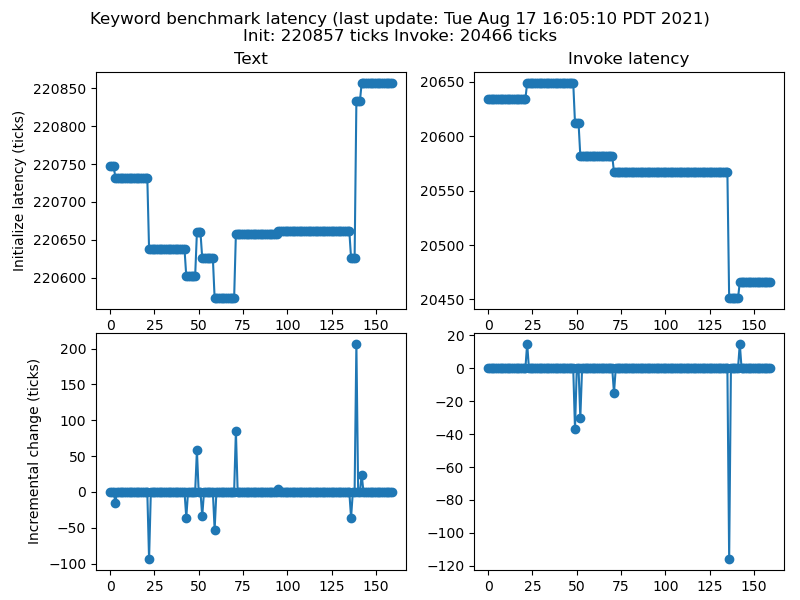 Keyword benchmark latency (last update: Tue Aug 17 16:05:10 PDT 2021)
Init: 220857 ticks Invoke: 20466 ticks
Text
Invoke latency
Initialize latency (ticks)
220850
220800
220750
220700
220650
220600
0 25 50 75 100 125 150
20650
20600
20550
20500
20450
0 25 50 75 100 125 150
Incremental change (ticks)
200
150
100
50
0
−50
−100
0 25 50 75 100 125 150
20
0
−20
−40
−60
−80
−100
−120
0 25 50 75 100 125 150